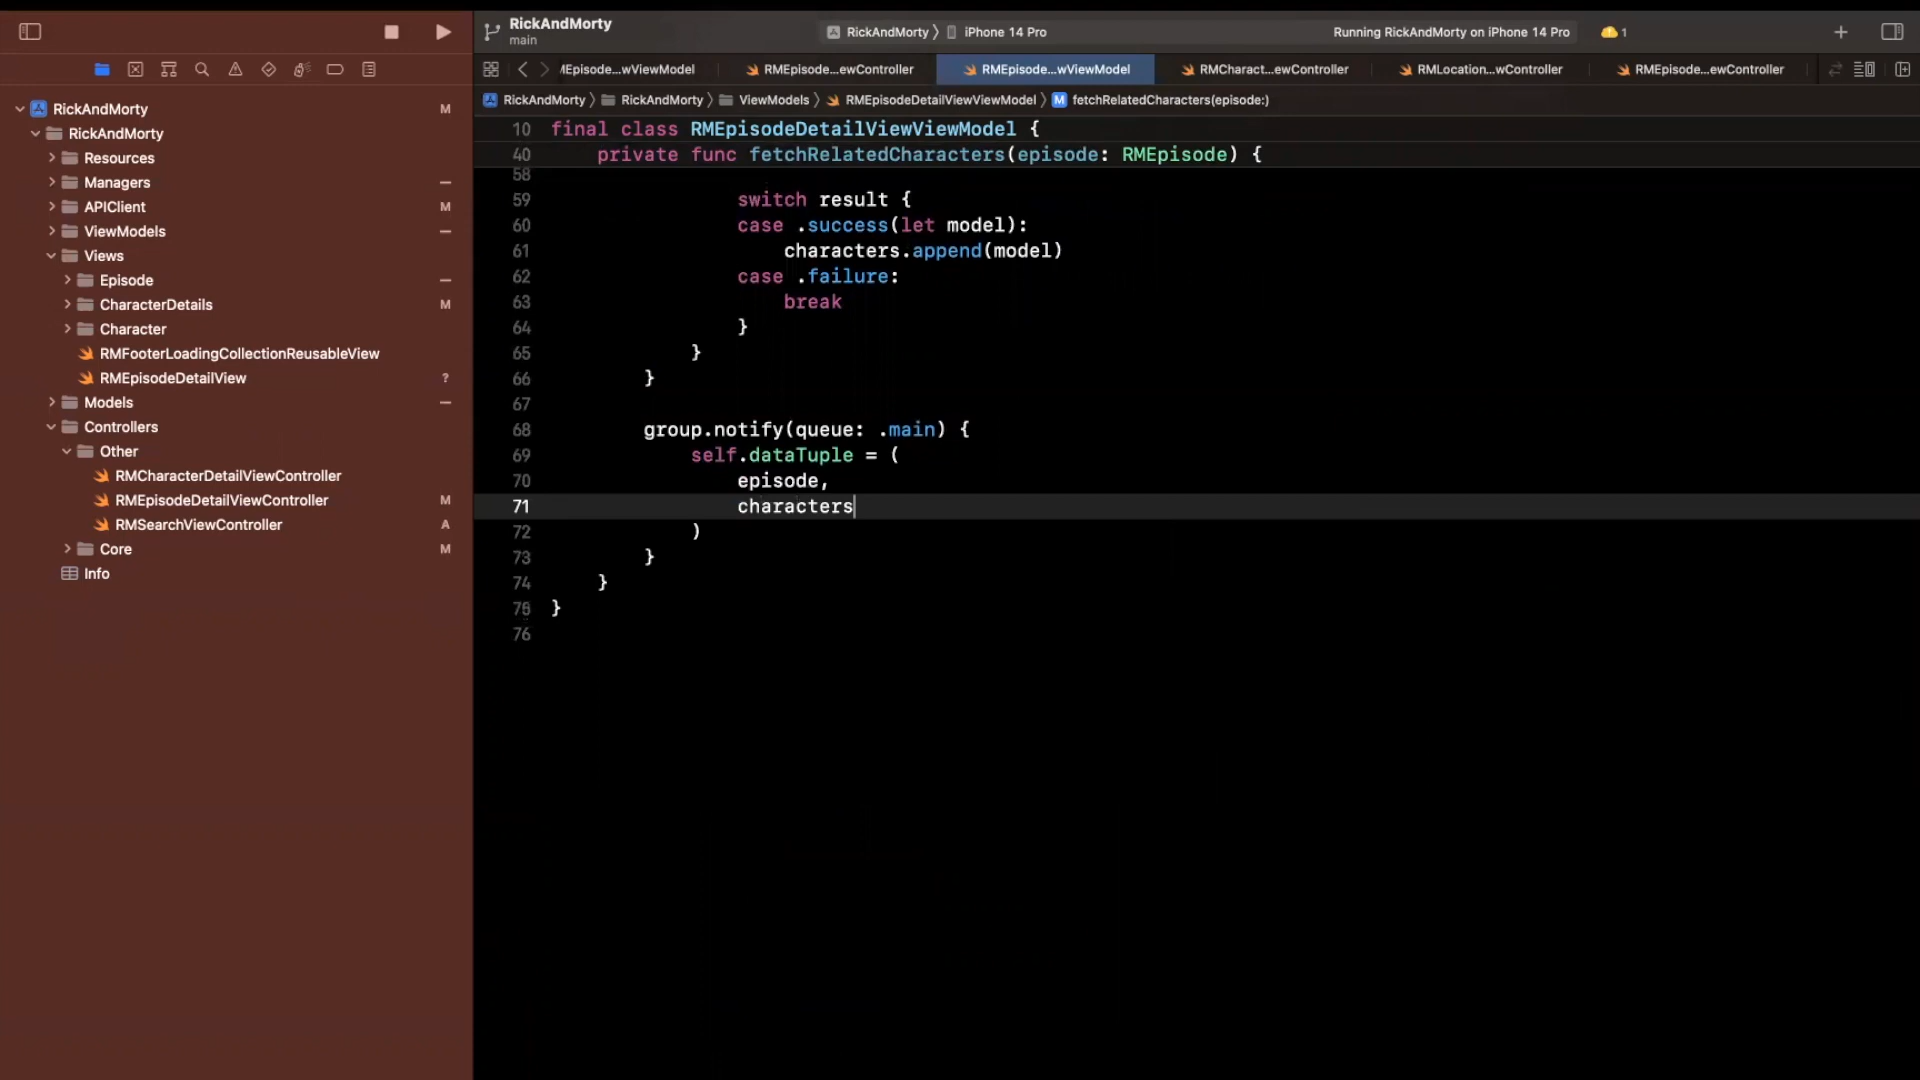 RickAndMorty
main
RickAndMorty
iPhone 14 Pro
Running RickAndMorty on iPhone 14 Pro
1
MEpisode...wViewModel
RMEpisode...ewController
RMEpisode...wViewModel
RMCharact...ewController
RMLocation...wController
RMEpisode...ewController
RickAndMorty
RickAndMorty
ViewModels
RMEpisodeDetailViewViewModel
M fetchRelatedCharacters(episode:)
RickAndMorty M
RickAndMorty
Resources
Managers
APIClient M
ViewModels
Views
Episode
CharacterDetails M
Character
RMFooterLoadingCollectionReusableView
RMEpisodeDetailView ?
Models
Controllers
Other
RMCharacterDetailViewController
RMEpisodeDetailViewController M
RMSearchViewController A
Core M
Info
10 final class RMEpisodeDetailViewViewModel {
40 private func fetchRelatedCharacters(episode: RMEpisode) {
58
59 switch result {
60 case .success(let model):
61 characters.append(model)
62 case .failure:
63 break
64 }
65 }
66 }
67
68 group.notify(queue: .main) {
69 self.dataTuple = (
70 episode,
71 characters
72 )
73 }
74 }
75 }
76